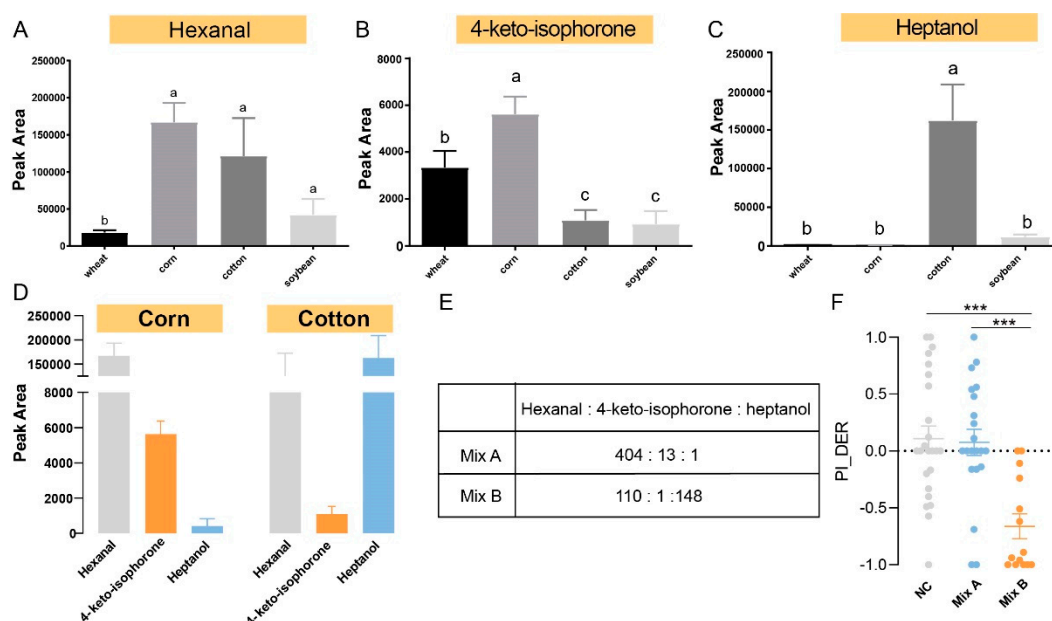 A
Hexanal
Peak Area
250000
200000
150000
100000
50000
0
b
a
a
a
wheat
corn
cotton
soybean
B
4-keto-isophorone
Peak Area
8000
6000
4000
2000
0
b
a
c
c
wheat
corn
cotton
soybean
C
Heptanol
Peak Area
250000
200000
150000
100000
50000
0
b
b
a
b
wheat
corn
cotton
soybean
D
Corn
Cotton
Peak Area
250000
200000
150000
100000
8000
6000
4000
2000
0
Hexanal
4-keto-isophorone
Heptanol
Hexanal
4-keto-isophorone
Heptanol
E
Hexanal : 4-keto-isophorone : heptanol
Mix A
404 : 13 : 1
Mix B
110 : 1 :148
F
***
***
PI_DER
1.0
0.5
0.0
-0.5
-1.0
NC
Mix A
Mix B